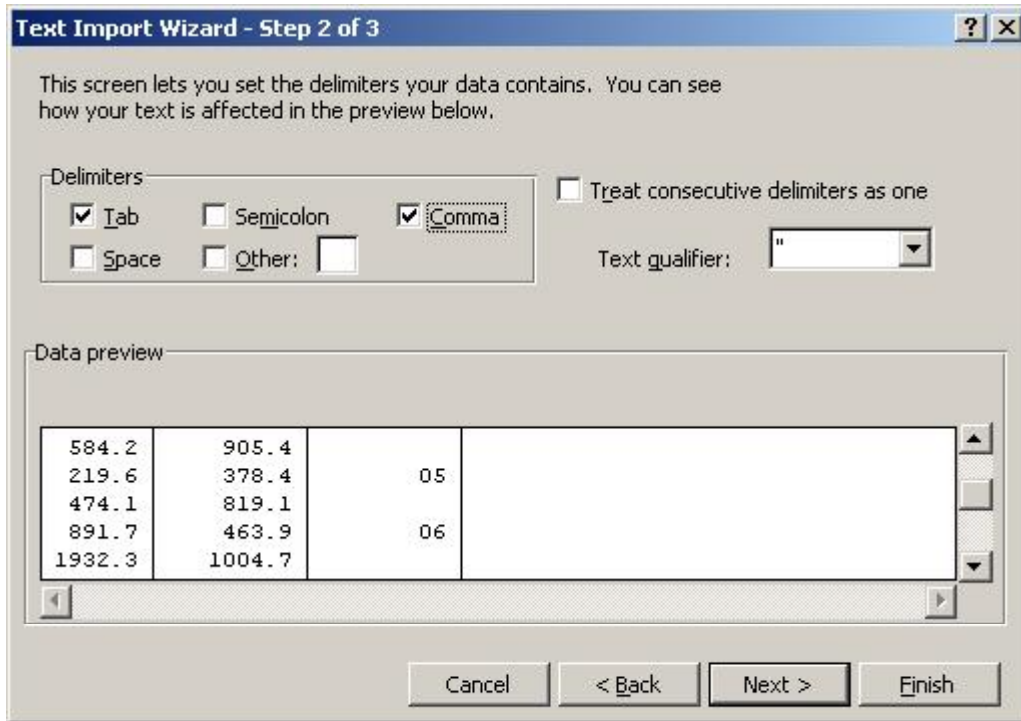 Text Import Wizard - Step 2 of 3
This screen lets you set the delimiters your data contains. You can see
how your text is affected in the preview below.
Delimiters
Tab Semicolon Comma
Space Other:
Treat consecutive delimiters as one
Text qualifier: "
Data preview
584.2 905.4
219.6 378.4 05
474.1 819.1
891.7 463.9 06
1932.3 1004.7
Cancel < Back Next > Finish